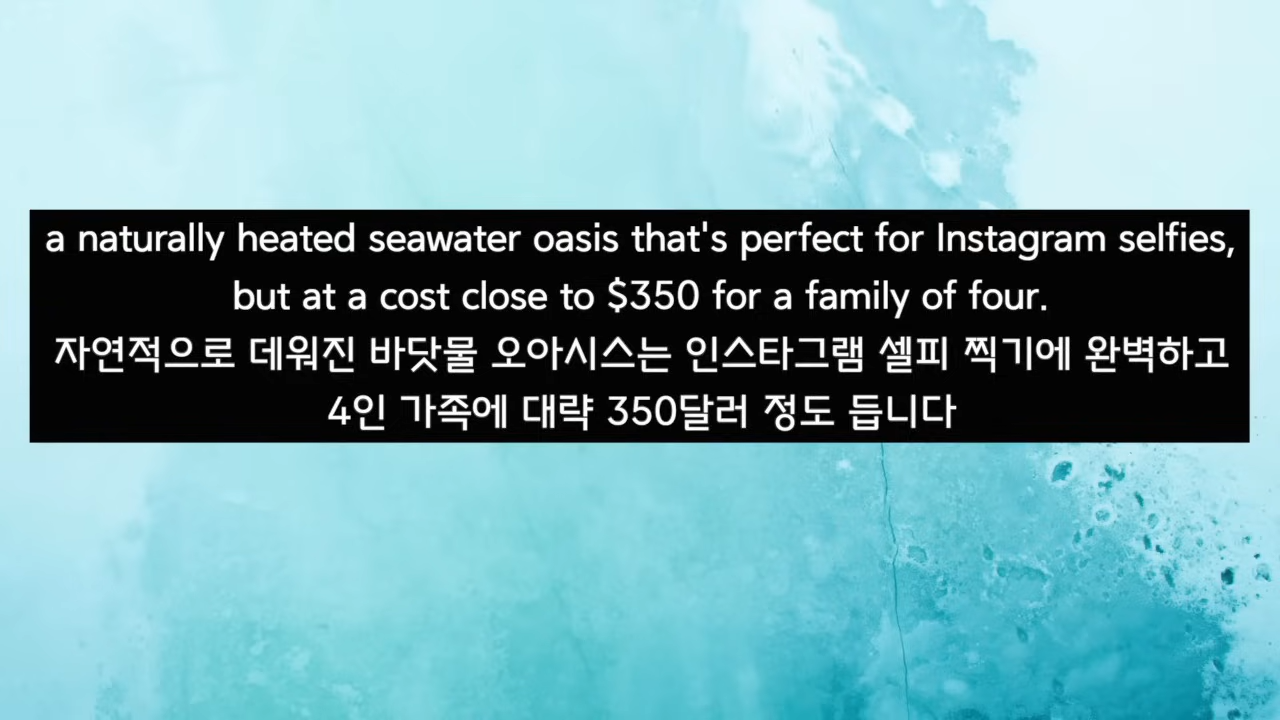 a naturally heated seawater oasis that's perfect for Instagram selfies,
but at a cost close to $350 for a family of four.
자연적으로 데워진 바닷물 오아시스는 인스타그램 셀피 찍기에 완벽하고
4인 가족에 대략 350달러 정도 듭니다